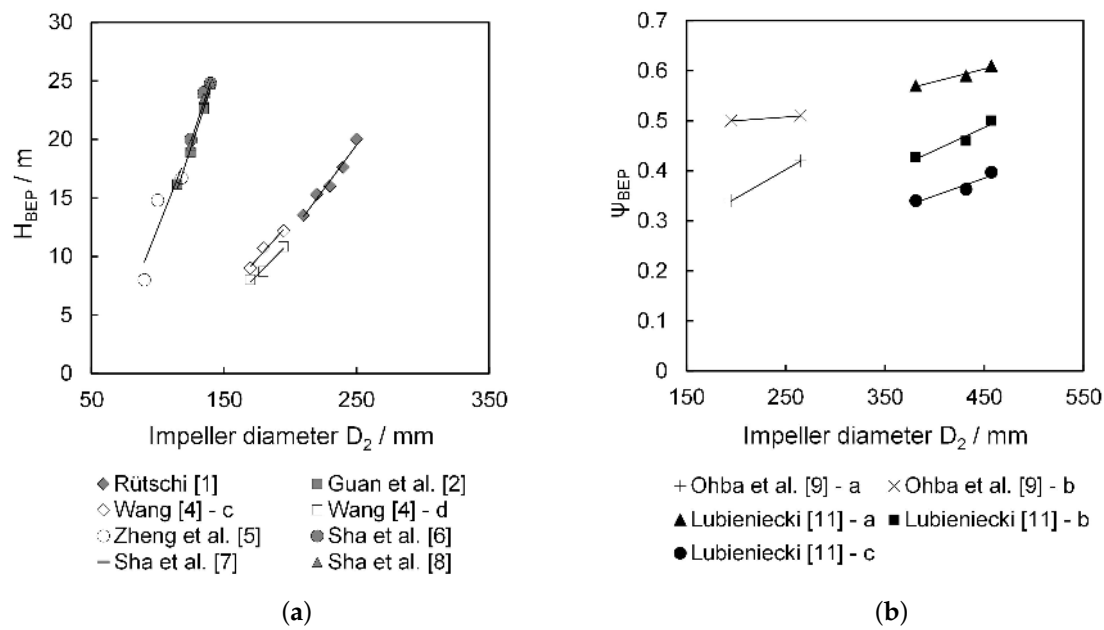 30
25
20
15
10
5
0
H_BEP / m
50 150 250 350
Impeller diameter D₂ / mm
Rütschi [1] Guan et al. [2]
Wang [4] - c Wang [4] - d
Zheng et al. [5] Sha et al. [6]
Sha et al. [7] Sha et al. [8]
(a)
0.7
0.6
0.5
0.4
0.3
0.2
0.1
0
Ψ_BEP
150 250 350 450 550
Impeller diameter D₂ / mm
Ohba et al. [9] - a Ohba et al. [9] - b
Lubieniecki [11] - a Lubieniecki [11] - b
Lubieniecki [11] - c
(b)